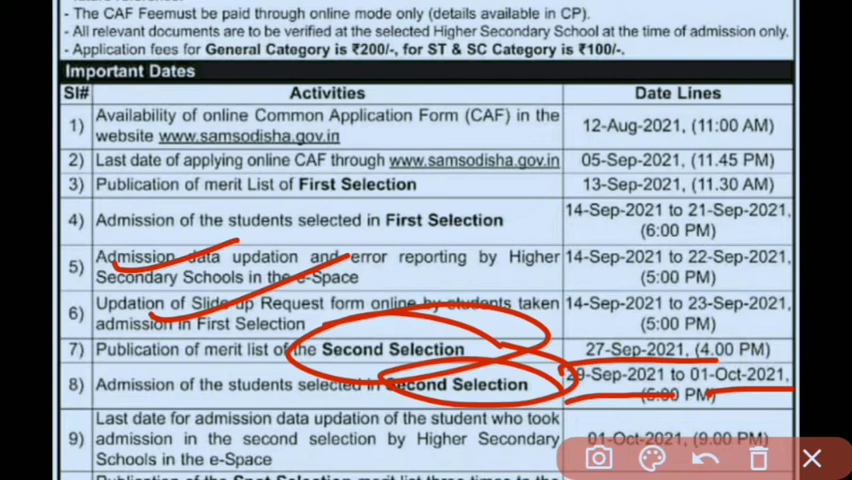 - The CAF Feemust be paid through online mode only (details available in CP).
- All relevant documents are to be verified at the selected Higher Secondary School at the time of admission only.
- Application fees for General Category is ₹200/-, for ST & SC Category is ₹100/-.
Important Dates
Sl# Activities Date Lines
1) Availability of online Common Application Form (CAF) in the website www.samsodisha.gov.in 12-Aug-2021, (11:00 AM)
2) Last date of applying online CAF through www.samsodisha.gov.in 05-Sep-2021, (11.45 PM)
3) Publication of merit List of First Selection 13-Sep-2021, (11.30 AM)
4) Admission of the students selected in First Selection 14-Sep-2021 to 21-Sep-2021, (6:00 PM)
5) Admission data updation and error reporting by Higher Secondary Schools in the e-Space 14-Sep-2021 to 22-Sep-2021, (5:00 PM)
6) Updation of Slide-up Request form online by students taken admission in First Selection 14-Sep-2021 to 23-Sep-2021, (5:00 PM)
7) Publication of merit list of the Second Selection 27-Sep-2021, (4.00 PM)
8) Admission of the students selected in Second Selection 29-Sep-2021 to 01-Oct-2021, (5:00 PM)
9) Last date for admission data updation of the student who took admission in the second selection by Higher Secondary Schools in the e-Space 01-Oct-2021, (9.00 PM)